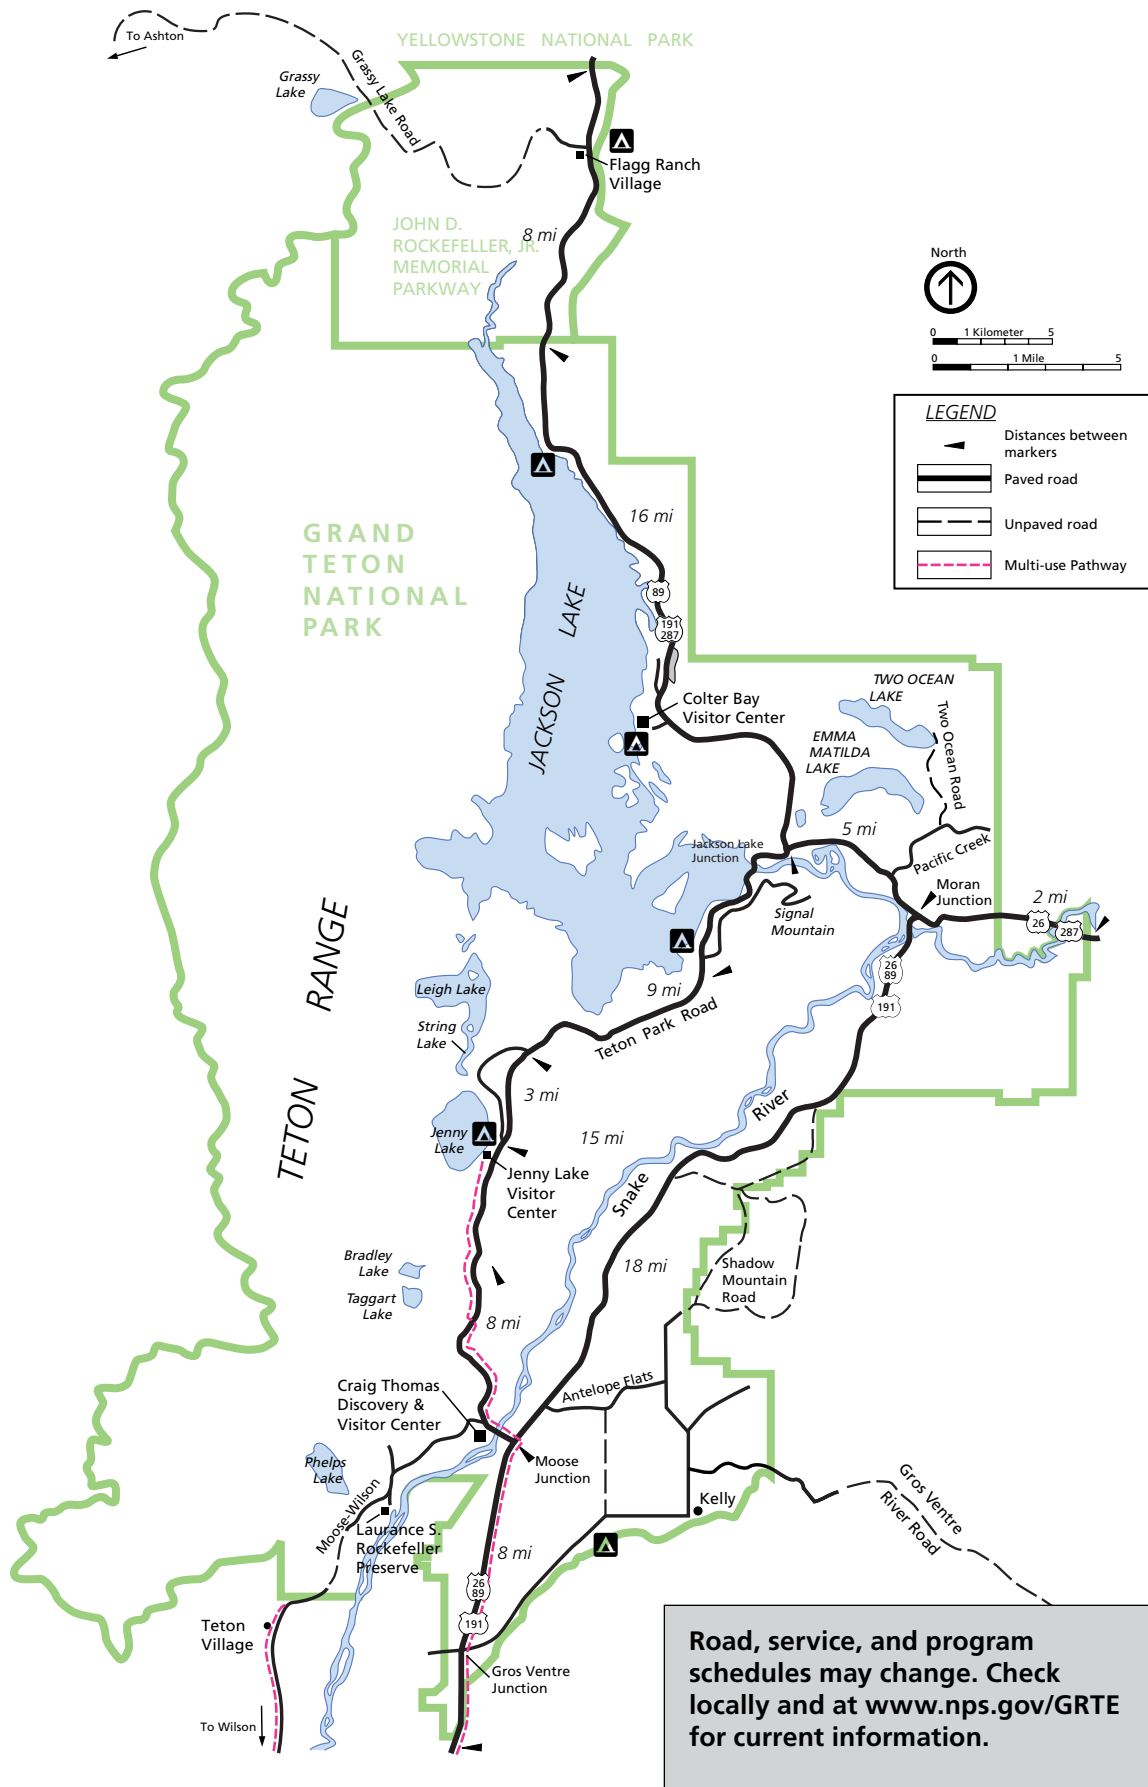 To Ashton
YELLOWSTONE NATIONAL PARK
Grassy Lake Road
Grassy
Lake
Flagg Ranch
Village
JOHN D.
ROCKEFELLER, JR.
MEMORIAL
PARKWAY
8 mi
North
0 1 Kilometer 5
0 1 Mile 5
LEGEND
Distances between
markers
Paved road
Unpaved road
Multi-use Pathway
16 mi
GRAND
TETON
NATIONAL
PARK
89
191
287
JACKSON LAKE
Colter Bay
Visitor Center
TWO OCEAN
LAKE
Two Ocean Road
EMMA
MATILDA
LAKE
5 mi
Jackson Lake
Junction
Pacific Creek
Moran
Junction
2 mi
26
287
Signal
Mountain
26
89
191
TETON RANGE
Leigh Lake
String
Lake
9 mi
Teton Park Road
3 mi
Jenny
Lake
15 mi
Snake River
Jenny Lake
Visitor
Center
Bradley
Lake
Taggart
Lake
18 mi
Shadow
Mountain
Road
8 mi
Craig Thomas
Discovery &
Visitor Center
Antelope Flats
Moose
Junction
Phelps
Lake
Moose-Wilson
Laurance S.
Rockefeller
Preserve
Kelly
Gros Ventre
River Road
8 mi
26
89
191
Teton
Village
Gros Ventre
Junction
To Wilson
Road, service, and program
schedules may change. Check
locally and at www.nps.gov/GRTE
for current information.